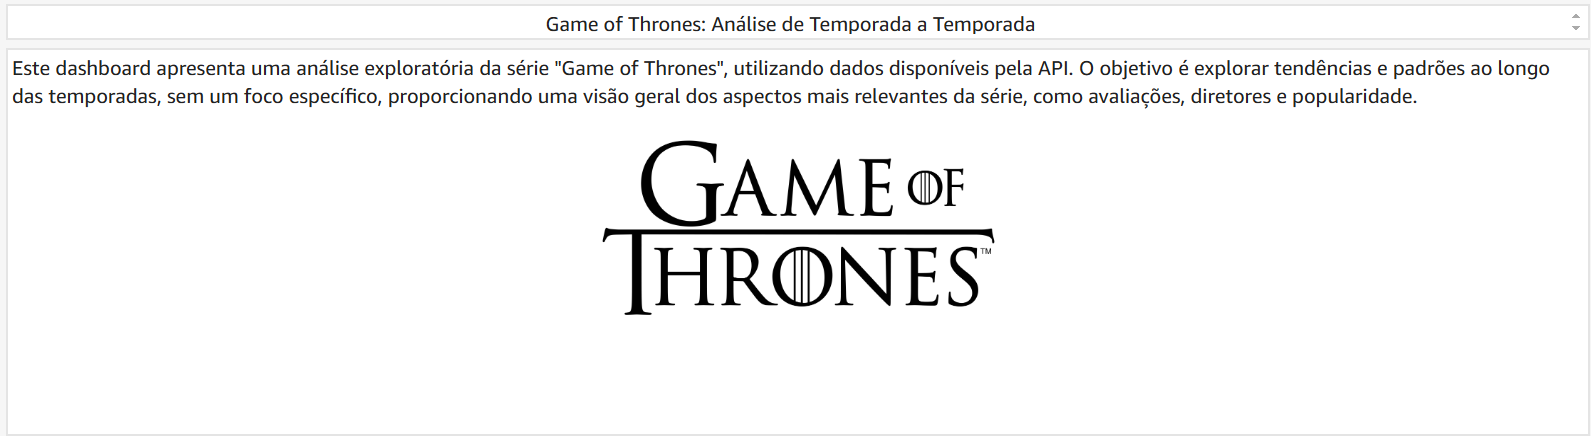 Game of Thrones: Análise de Temporada a Temporada
Este dashboard apresenta uma análise exploratória da série "Game of Thrones", utilizando dados disponíveis pela API. O objetivo é explorar tendências e padrões ao longo
das temporadas, sem um foco específico, proporcionando uma visão geral dos aspectos mais relevantes da série, como avaliações, diretores e popularidade.
GAME OF
THRONES™